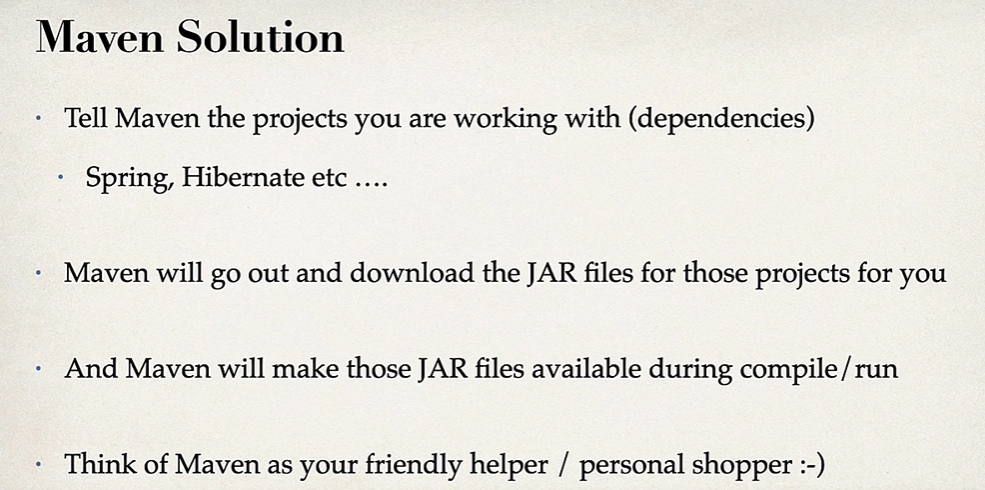 Maven Solution
· Tell Maven the projects you are working with (dependencies)
· Spring, Hibernate etc ....
· Maven will go out and download the JAR files for those projects for you
· And Maven will make those JAR files available during compile/run
· Think of Maven as your friendly helper / personal shopper :-)